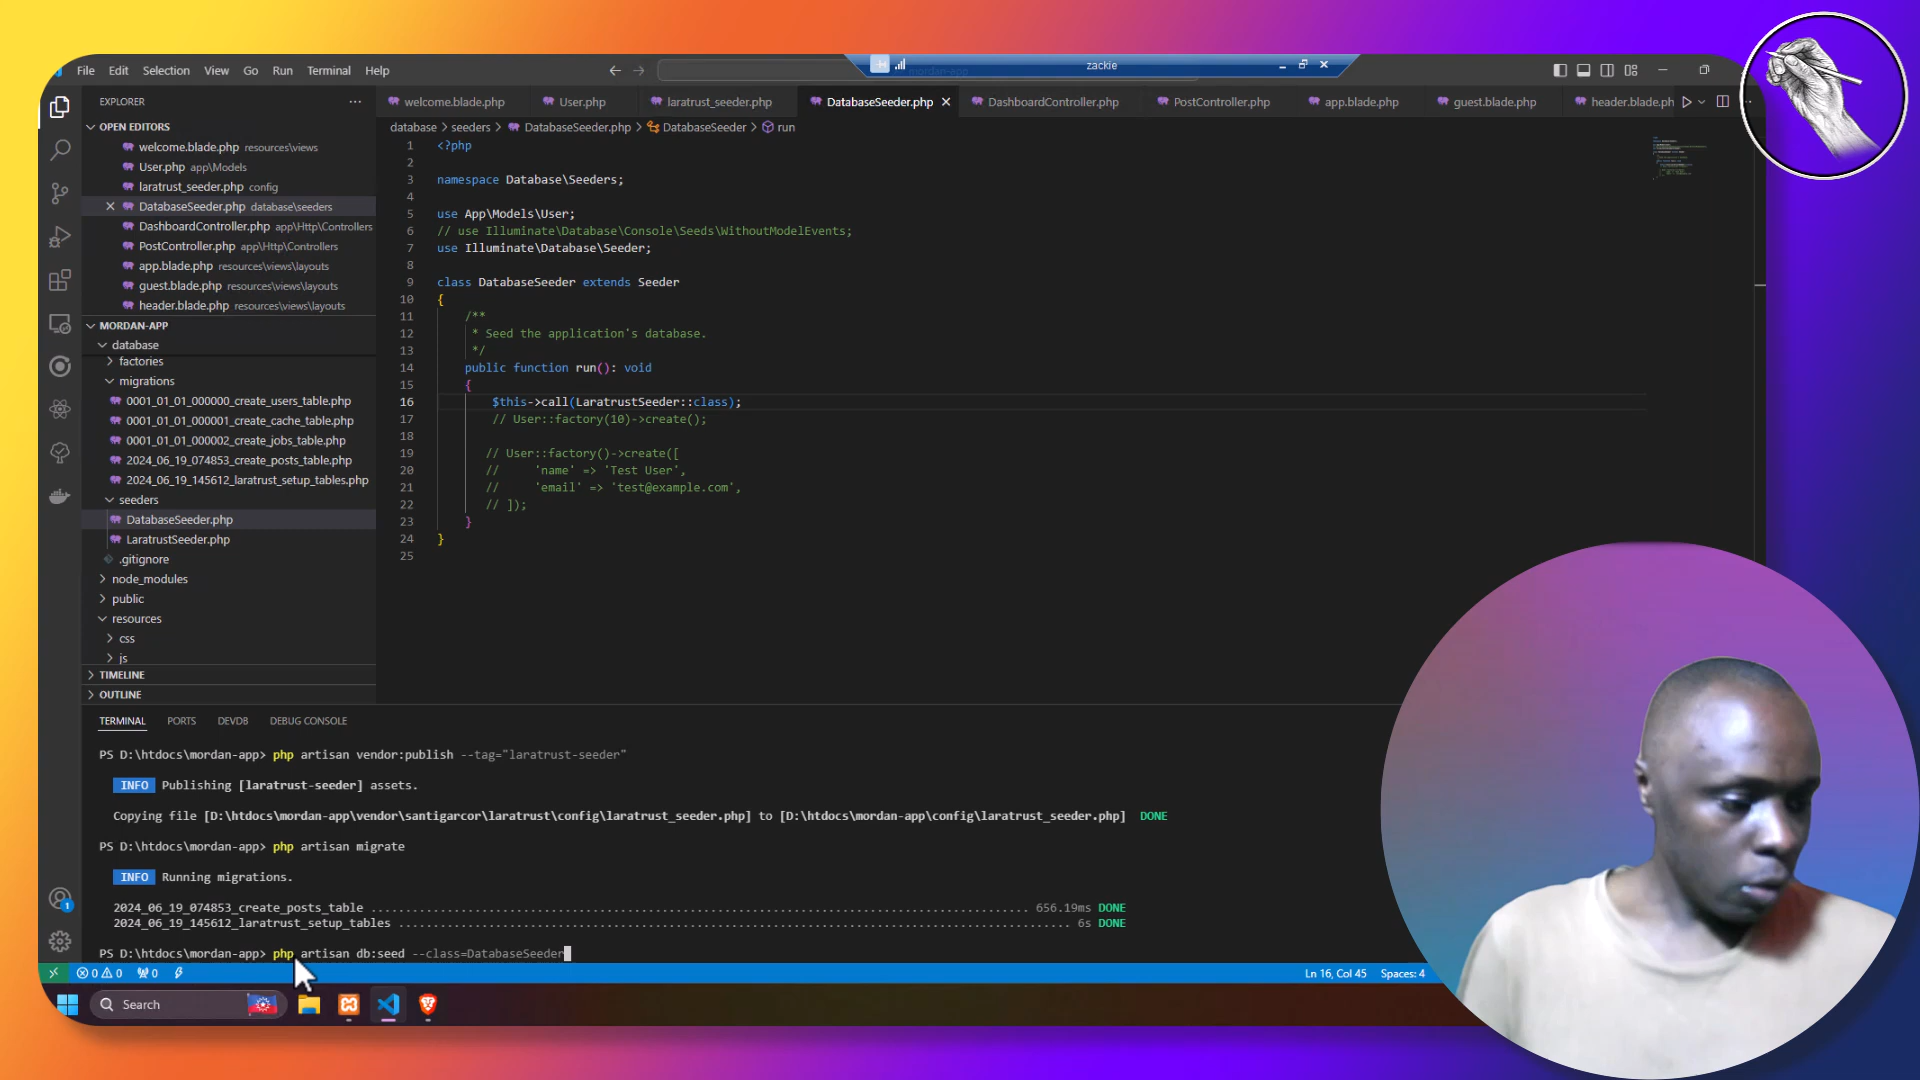 File Edit Selection View Go Run Terminal Help
zackie
EXPLORER
OPEN EDITORS
welcome.blade.php resources\views
User.php app\Models
laratrust_seeder.php config
DatabaseSeeder.php database\seeders
DashboardController.php app\Http\Controllers
PostController.php app\Http\Controllers
app.blade.php resources\views\layouts
guest.blade.php resources\views\layouts
header.blade.php resources\views\layouts
MORDAN-APP
database
factories
migrations
0001_01_01_000000_create_users_table.php
0001_01_01_000001_create_cache_table.php
0001_01_01_000002_create_jobs_table.php
2024_06_19_074853_create_posts_table.php
2024_06_19_145612_laratrust_setup_tables.php
seeders
DatabaseSeeder.php
LaratrustSeeder.php
.gitignore
node_modules
public
resources
css
js
TIMELINE
OUTLINE
welcome.blade.php User.php laratrust_seeder.php DatabaseSeeder.php DashboardController.php PostController.php app.blade.php guest.blade.php header.blade.ph
database > seeders > DatabaseSeeder.php > DatabaseSeeder > run
1 <?php
2
3 namespace Database\Seeders;
4
5 use App\Models\User;
6 // use Illuminate\Database\Console\Seeds\WithoutModelEvents;
7 use Illuminate\Database\Seeder;
8
9 class DatabaseSeeder extends Seeder
10 {
11 /**
12 * Seed the application's database.
13 */
14 public function run(): void
15 {
16 $this->call(LaratrustSeeder::class);
17 // User::factory(10)->create();
18
19 // User::factory()->create([
20 // 'name' => 'Test User',
21 // 'email' => 'test@example.com',
22 // ]);
23 }
24 }
25
TERMINAL PORTS DEVDB DEBUG CONSOLE
PS D:\htdocs\mordan-app> php artisan vendor:publish --tag="laratrust-seeder"
INFO Publishing [laratrust-seeder] assets.
Copying file [D:\htdocs\mordan-app\vendor\santigarcor\laratrust\config\laratrust_seeder.php] to [D:\htdocs\mordan-app\config\laratrust_seeder.php] DONE
PS D:\htdocs\mordan-app> php artisan migrate
INFO Running migrations.
2024_06_19_074853_create_posts_table 656.19ms DONE
2024_06_19_145612_laratrust_setup_tables 6s DONE
PS D:\htdocs\mordan-app> php artisan db:seed --class=DatabaseSeeder
0 0 0 Ln 16, Col 45 Spaces: 4
1
Search